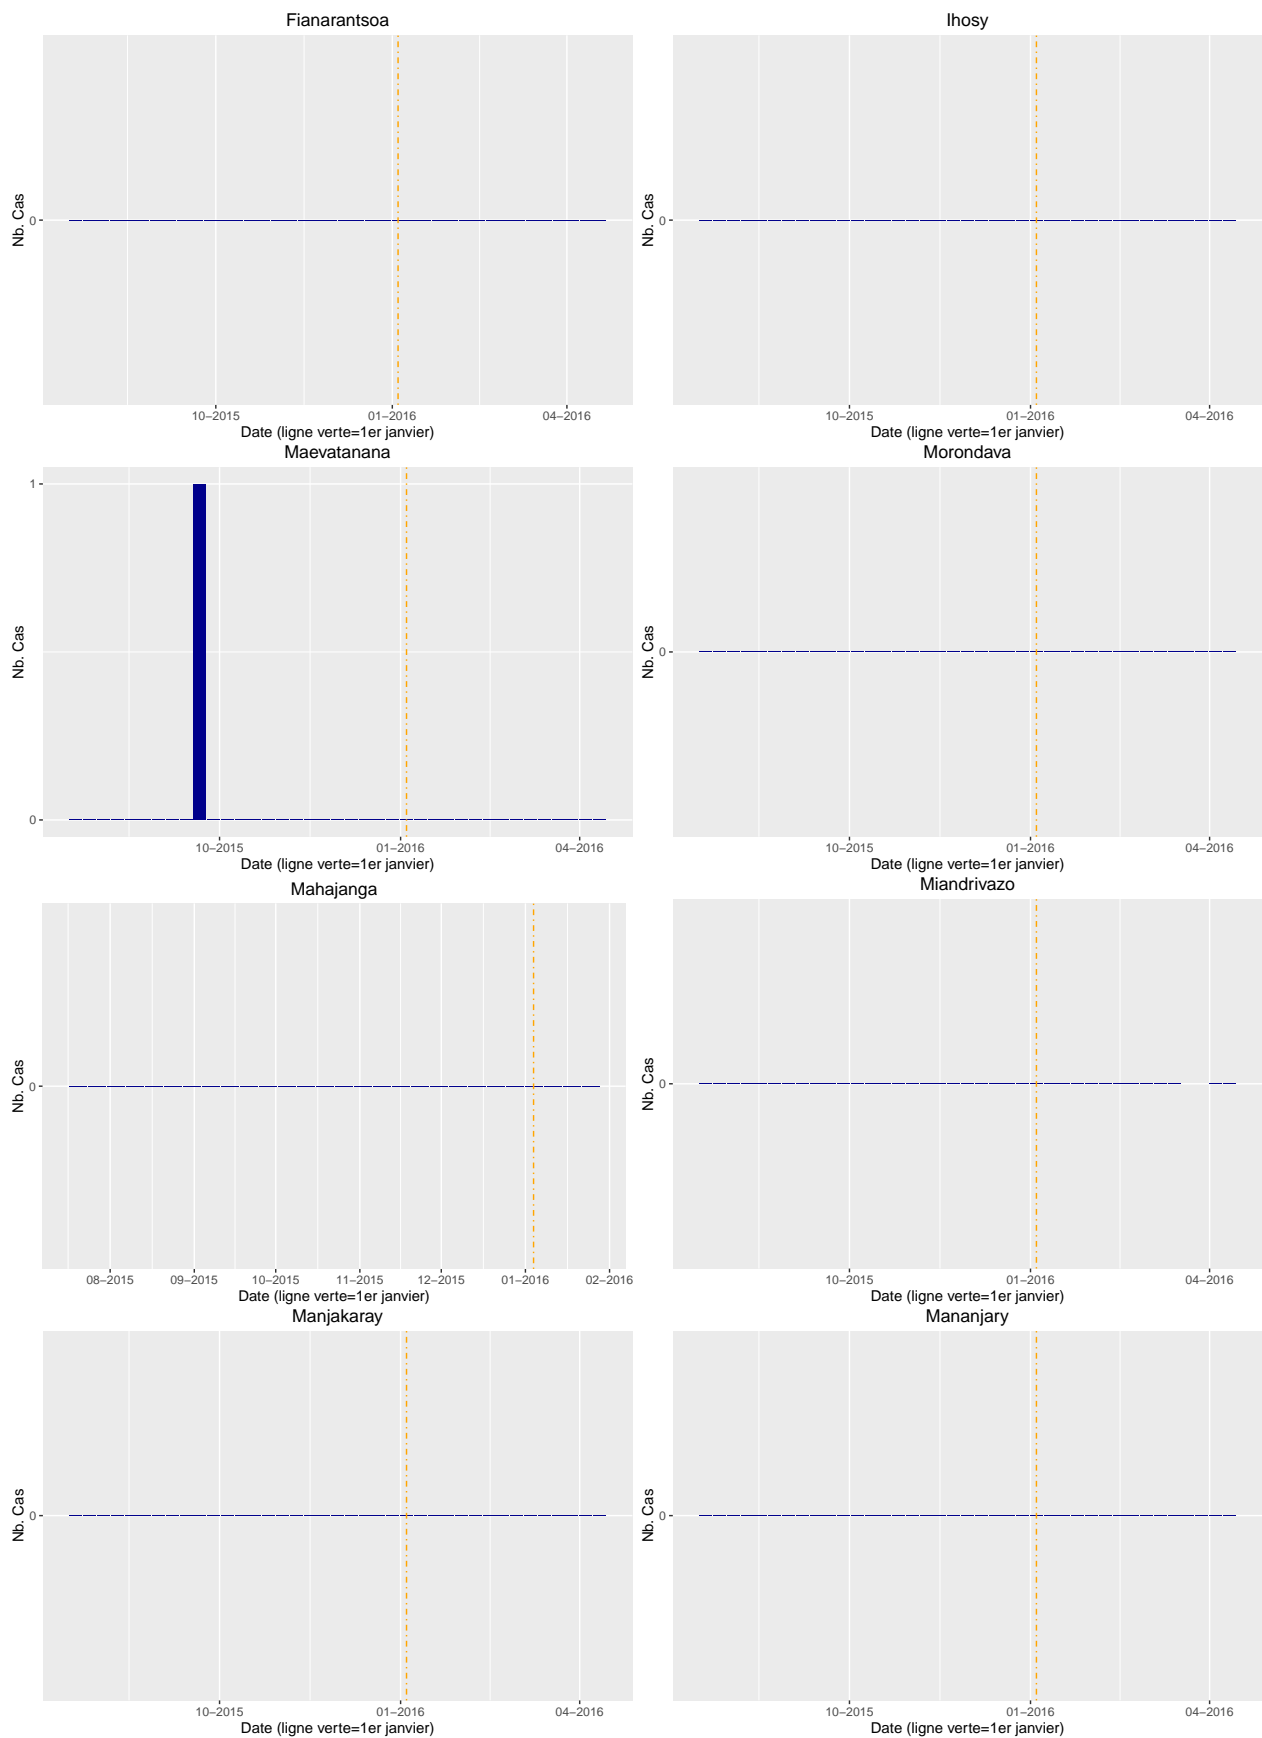 Fianarantsoa
Nb. Cas
0
10–2015
01–2016
04–2016
Date (ligne verte=1er janvier)
Ihosy
Nb. Cas
0
10–2015
01–2016
04–2016
Date (ligne verte=1er janvier)
Maevatanana
Nb. Cas
1
0
10–2015
01–2016
04–2016
Date (ligne verte=1er janvier)
Morondava
Nb. Cas
0
10–2015
01–2016
04–2016
Date (ligne verte=1er janvier)
Mahajanga
Nb. Cas
0
08–2015
09–2015
10–2015
11–2015
12–2015
01–2016
02–2016
Date (ligne verte=1er janvier)
Miandrivazo
Nb. Cas
0
10–2015
01–2016
04–2016
Date (ligne verte=1er janvier)
Manjakaray
Nb. Cas
0
10–2015
01–2016
04–2016
Date (ligne verte=1er janvier)
Mananjary
Nb. Cas
0
10–2015
01–2016
04–2016
Date (ligne verte=1er janvier)